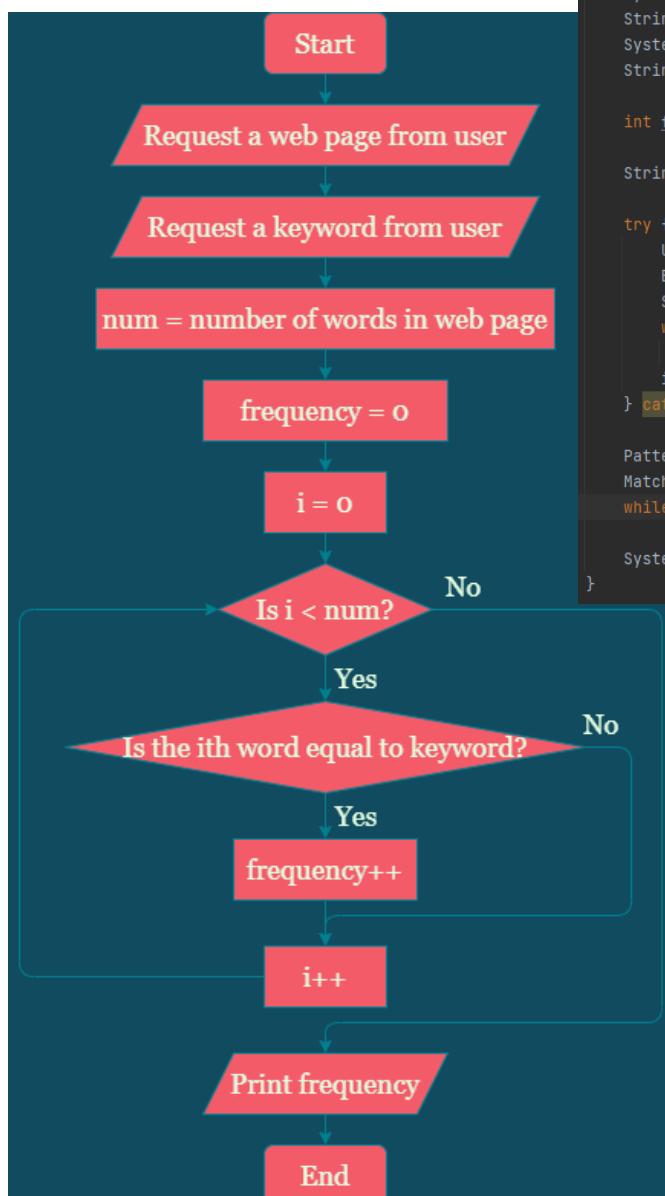 Start
Request a web page from user
Request a keyword from user
num = number of words in web page
frequency = 0
i = 0
Is i < num?
No
Yes
Is the ith word equal to keyword?
No
Yes
frequency++
i++
Print frequency
End
int
try
}
}